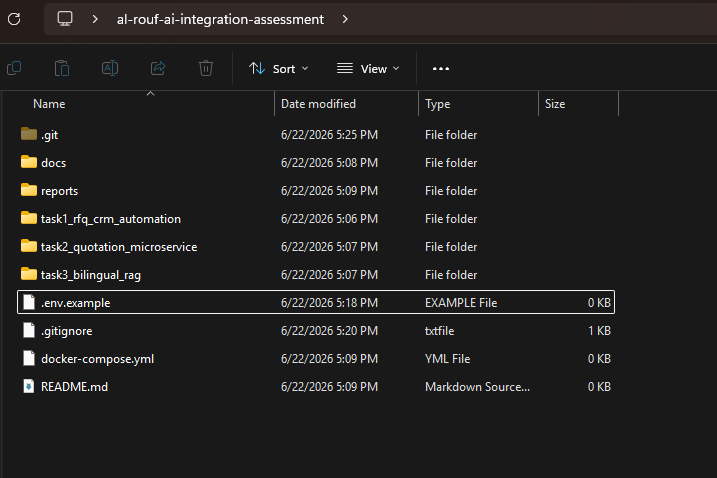 al-rouf-ai-integration-assessment
Sort View
Name Date modified Type Size
.git 6/22/2026 5:25 PM File folder
docs 6/22/2026 5:08 PM File folder
reports 6/22/2026 5:09 PM File folder
task1_rfq_crm_automation 6/22/2026 5:06 PM File folder
task2_quotation_microservice 6/22/2026 5:07 PM File folder
task3_bilingual_rag 6/22/2026 5:07 PM File folder
.env.example 6/22/2026 5:18 PM EXAMPLE File 0 KB
.gitignore 6/22/2026 5:20 PM txtfile 1 KB
docker-compose.yml 6/22/2026 5:09 PM YML File 0 KB
README.md 6/22/2026 5:09 PM Markdown Source... 0 KB